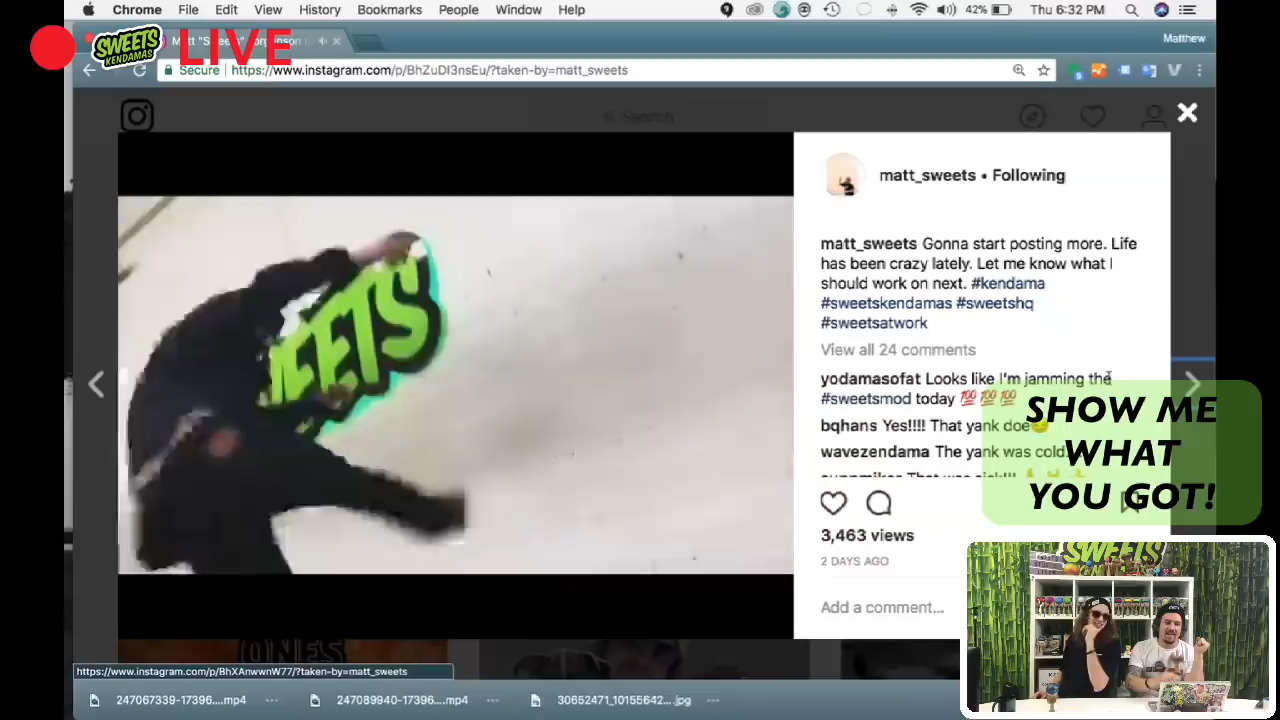 Chrome File Edit View History Bookmarks People Window Help 42% Thu 6:32 PM
SWEETS KENDAMAS LIVE
Matthew
Secure https://www.instagram.com/p/BhZuDI3nsEu/?taken-by=matt_sweets
Search
matt_sweets • Following
matt_sweets Gonna start posting more. Life
has been crazy lately. Let me know what I
should work on next. #kendama
#sweetskendamas #sweetshq
#sweetsatwork
View all 24 comments
yodamasofat Looks like I'm jamming the
#sweetsmod today 💯💯💯
bqhans Yes!!!! That yank doe
wavezendama The yank was cold.
SHOW ME
WHAT
YOU GOT!
3,463 views
2 DAYS AGO
Add a comment...
SWEETS
ONES
https://www.instagram.com/p/BhXAnwwnW77/?taken-by=matt_sweets
247067339-17396....mp4
247089940-17396....mp4
30652471_10155642...jpg